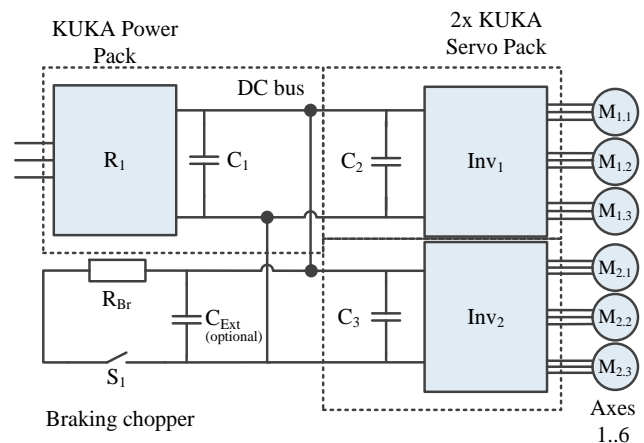 KUKA Power
Pack
2x KUKA
Servo Pack
DC bus
R1
C1
C2
Inv1
M1.1
M1.2
M1.3
RBr
CExt
(optional)
C3
Inv2
M2.1
M2.2
M2.3
S1
Braking chopper
Axes
1..6